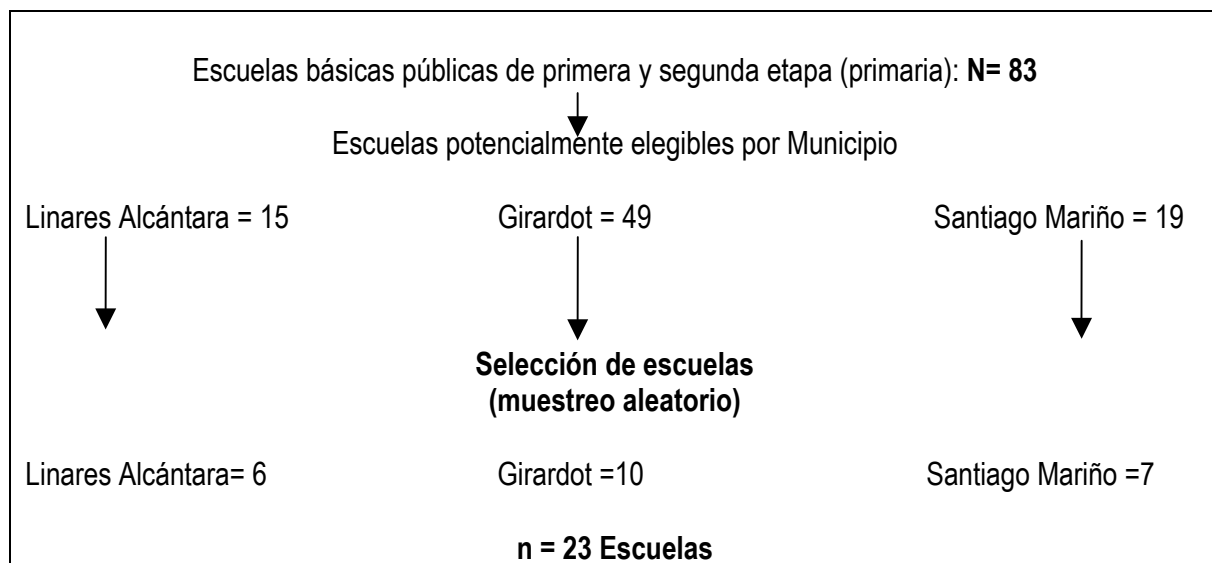 Escuelas básicas públicas de primera y segunda etapa (primaria): N= 83
Escuelas potencialmente elegibles por Municipio
Linares Alcántara = 15
Girardot = 49
Santiago Mariño = 19
Selección de escuelas
(muestreo aleatorio)
Linares Alcántara= 6
Girardot =10
Santiago Mariño =7
n = 23 Escuelas